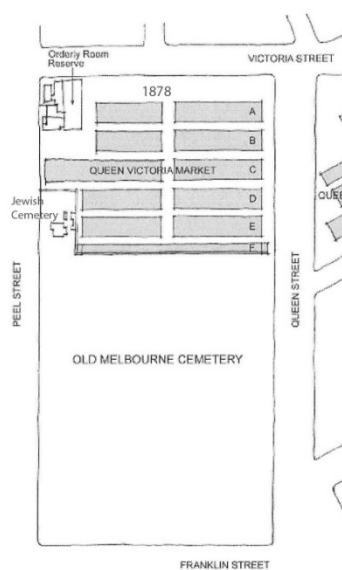 VICTORIA STREET
Orderly Room
Reserve
1878
A
B
QUEEN VICTORIA MARKET
C
Jewish
Cemetery
D
E
F
PEEL STREET
QUEEN STREET
OLD MELBOURNE CEMETERY
FRANKLIN STREET